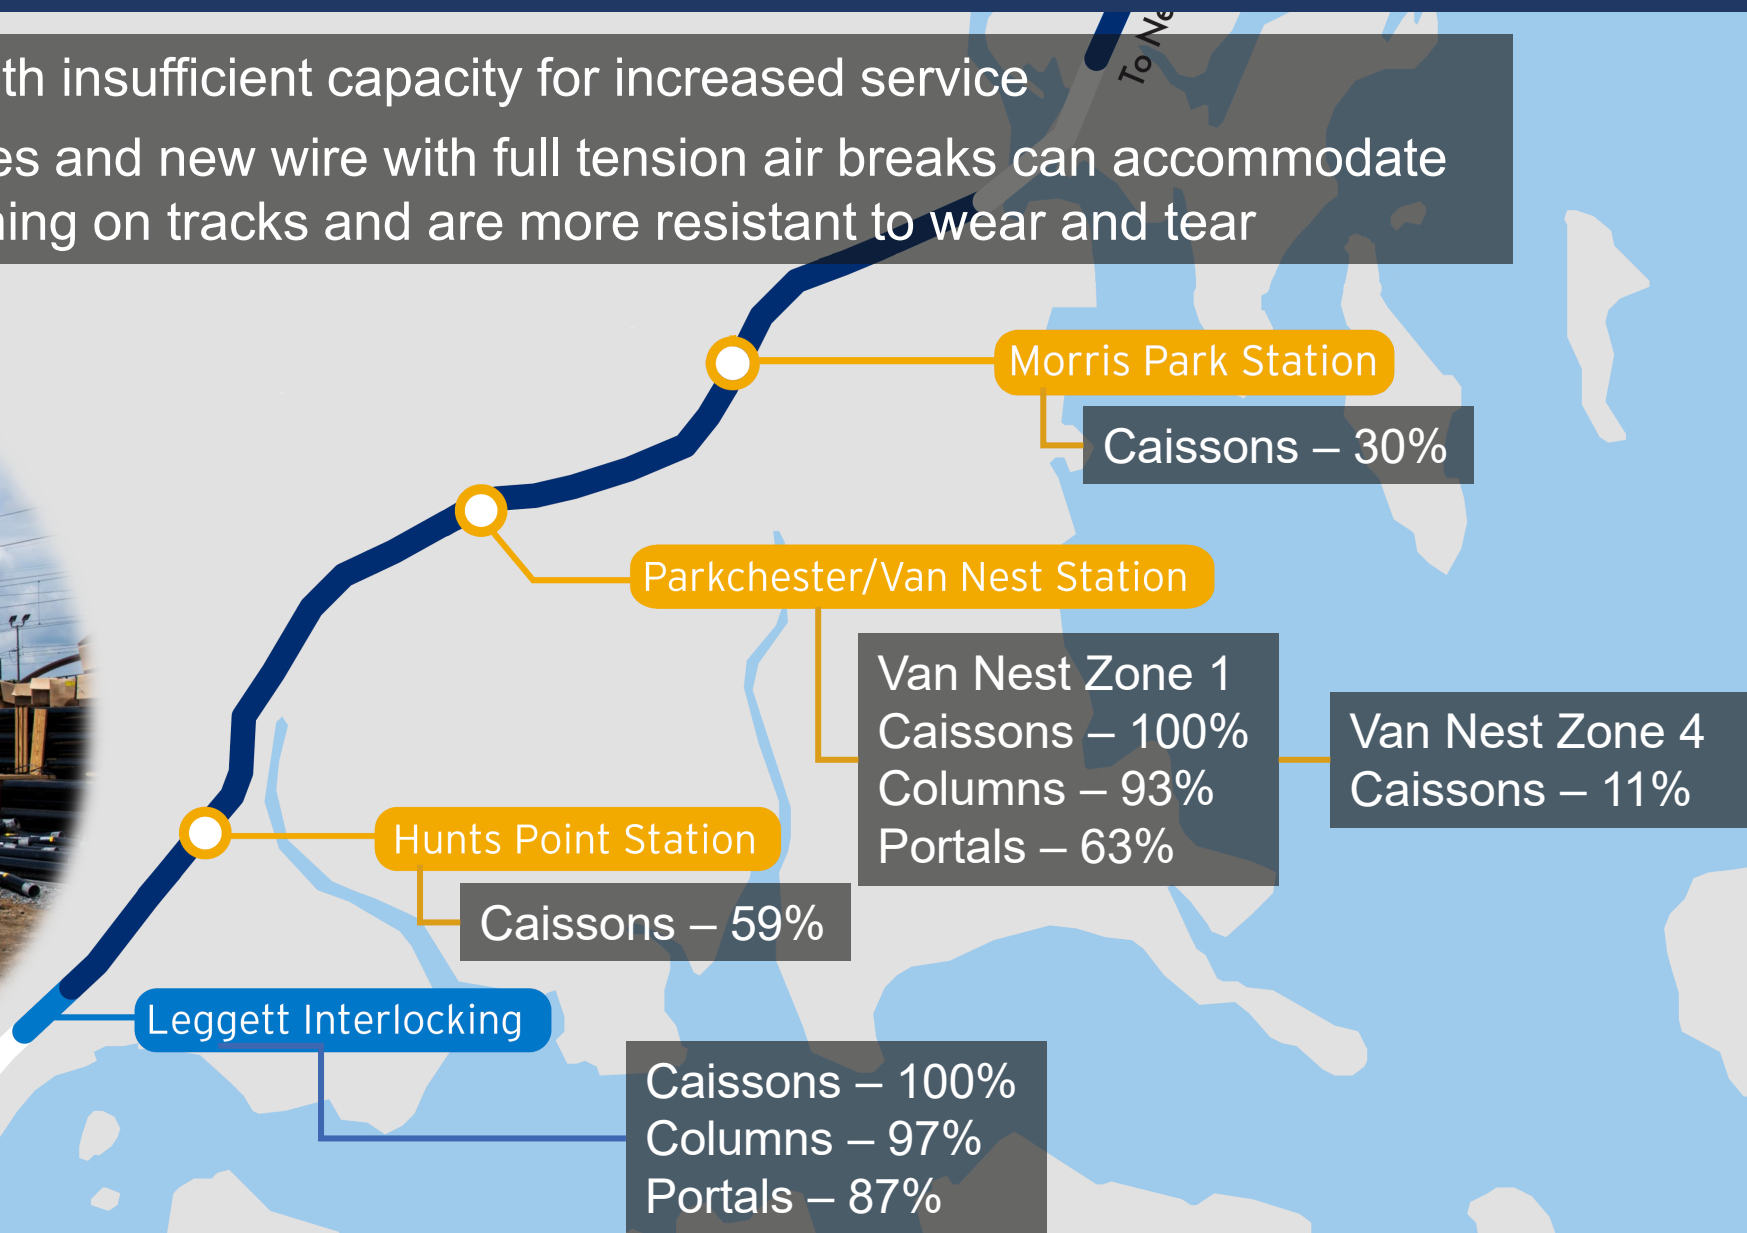 To Ne
th insufficient capacity for increased service
es and new wire with full tension air breaks can accommodate
ning on tracks and are more resistant to wear and tear
Morris Park Station
Caissons – 30%
Parkchester/Van Nest Station
Van Nest Zone 1
Caissons – 100%
Columns – 93%
Portals – 63%
Van Nest Zone 4
Caissons – 11%
Hunts Point Station
Caissons – 59%
Leggett Interlocking
Caissons – 100%
Columns – 97%
Portals – 87%